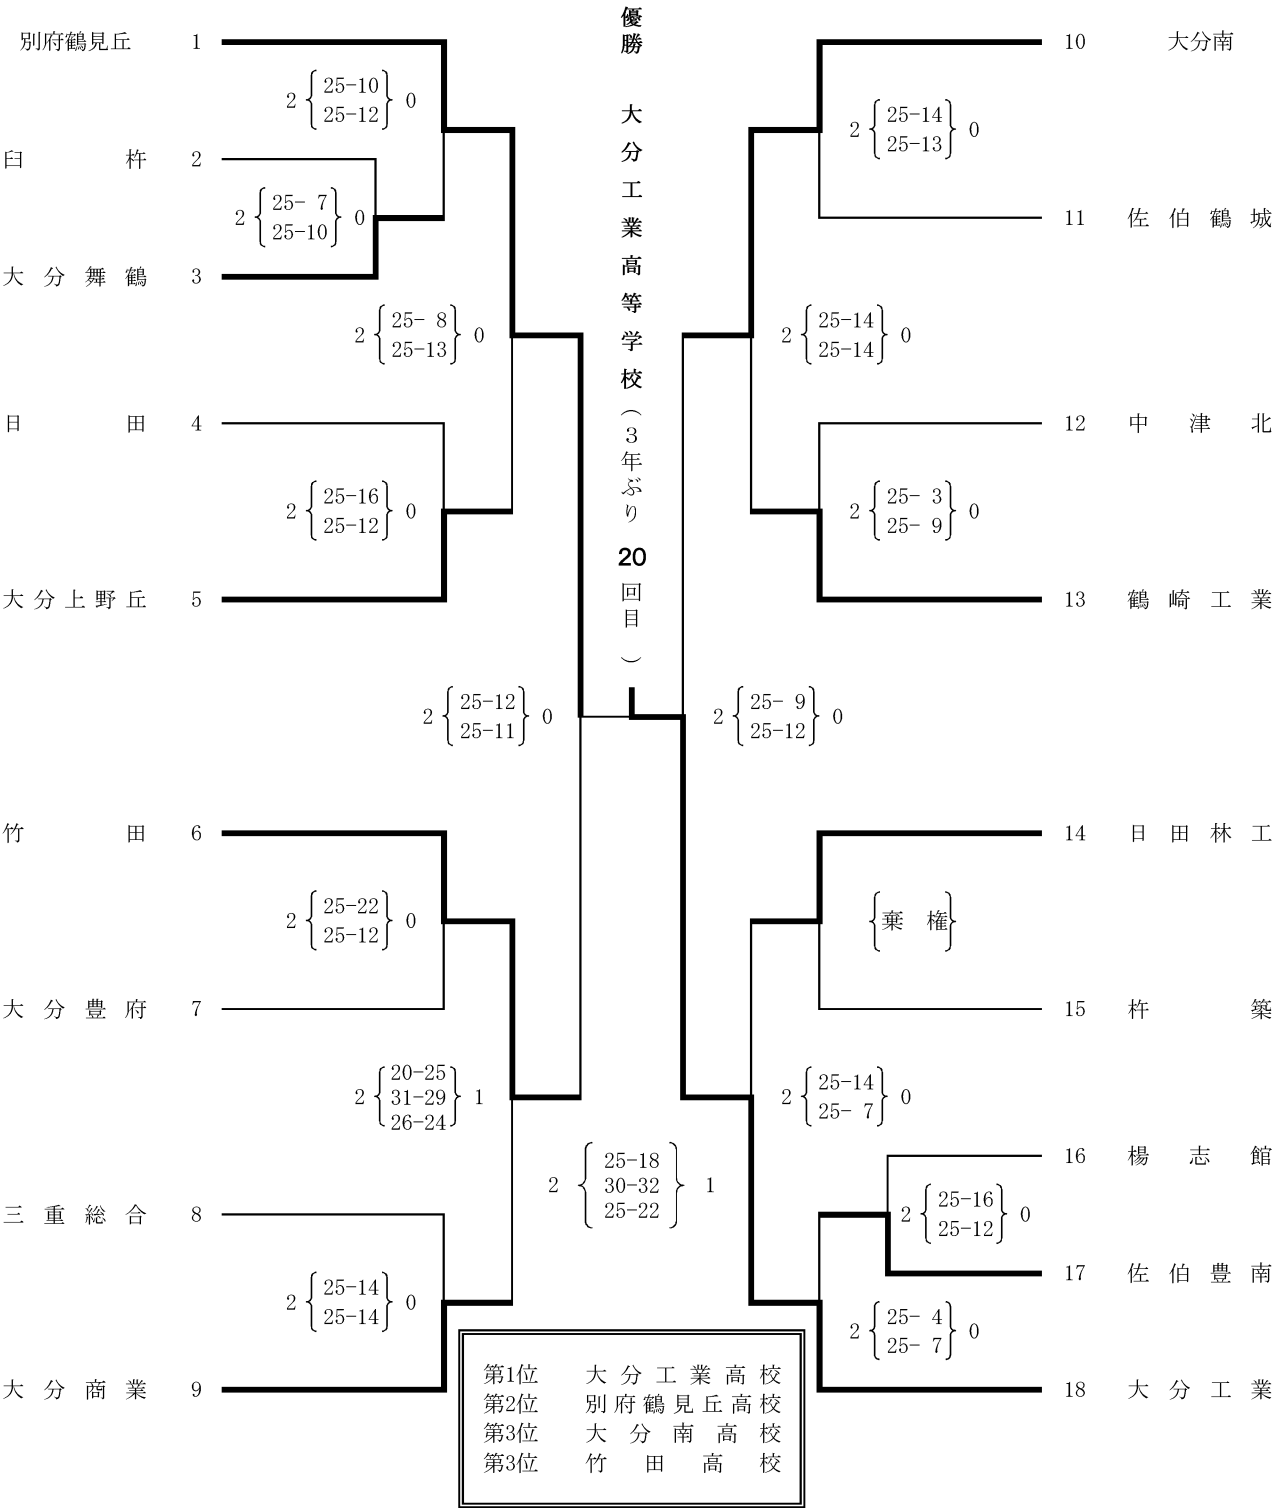 優勝 大分工業高等学校(3年ぶり20回目)
別府鶴見丘 1
2 25-10 0
25-12
臼杵 2
2 25- 7 0
25-10
大分舞鶴 3
2 25- 8 0
25-13
日田 4
2 25-16 0
25-12
大分上野丘 5
2 25-12 0
25-11
竹田 6
2 25-22 0
25-12
大分豊府 7
20-25
2 31-29 1
26-24
三重総合 8
2 25-14 0
25-14
大分商業 9
25-18
2 30-32 1
25-22
10 大分南
2 25-14 0
25-13
11 佐伯鶴城
2 25-14 0
25-14
12 中津北
2 25- 3 0
25- 9
13 鶴崎工業
2 25- 9 0
25-12
14 日田林工
棄権
15 杵築
2 25-14 0
25- 7
16 楊志館
2 25-16 0
25-12
17 佐伯豊南
2 25- 4 0
25- 7
18 大分工業
第1位 大分工業高校
第2位 別府鶴見丘高校
第3位 大分南高校
第3位 竹田高校